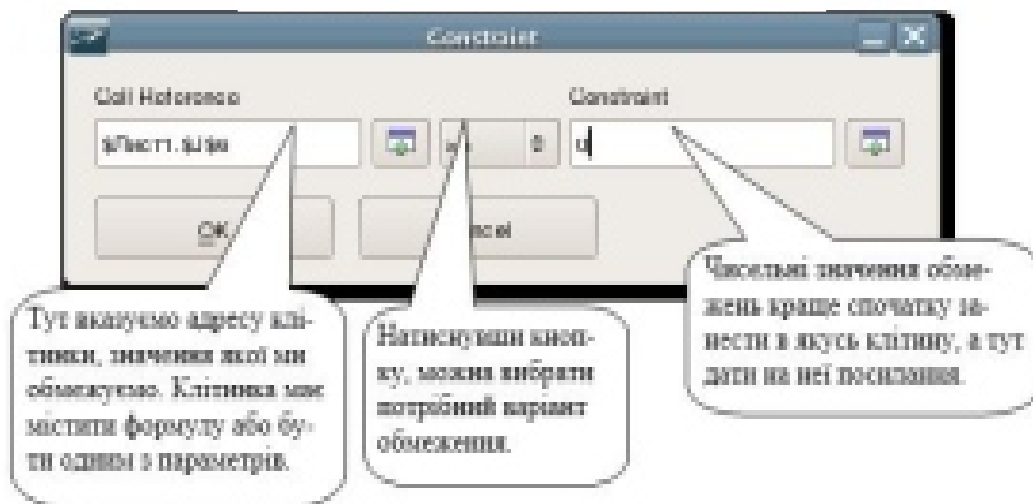 Constraint
Cell Reference
Constraint
OK
Тут вказуємо адресу клі-
тинки, значення якої ми
обмежуємо. Клітинка має
містити формулу або бу-
ти одним з параметрів.
Натиснувши кноп-
ку, можна вибрати
потрібний варіант
обмеження.
Чисельні значення обме-
жень краще спочатку за-
нести в якусь клітину, а тут
дати на неї посилання.